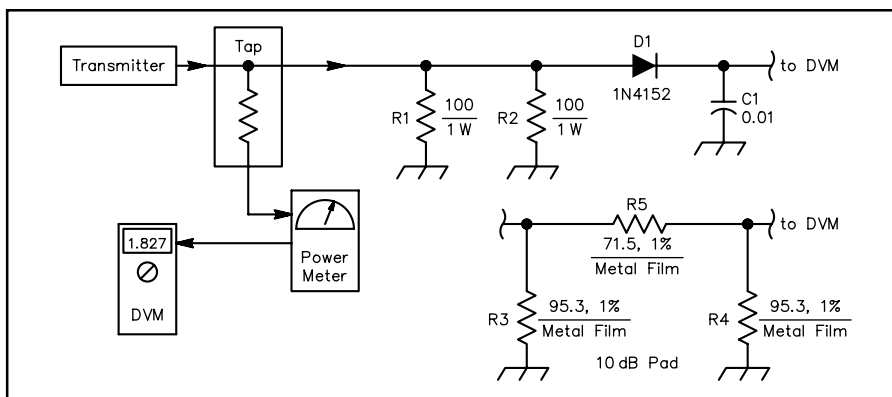 Transmitter
Tap
R1
100
1 W
R2
100
1 W
D1
1N4152
C1
0.01
to DVM
1.827
DVM
Power
Meter
R5
71.5, 1%
Metal Film
to DVM
R3
95.3, 1%
Metal Film
R4
95.3, 1%
Metal Film
10 dB Pad